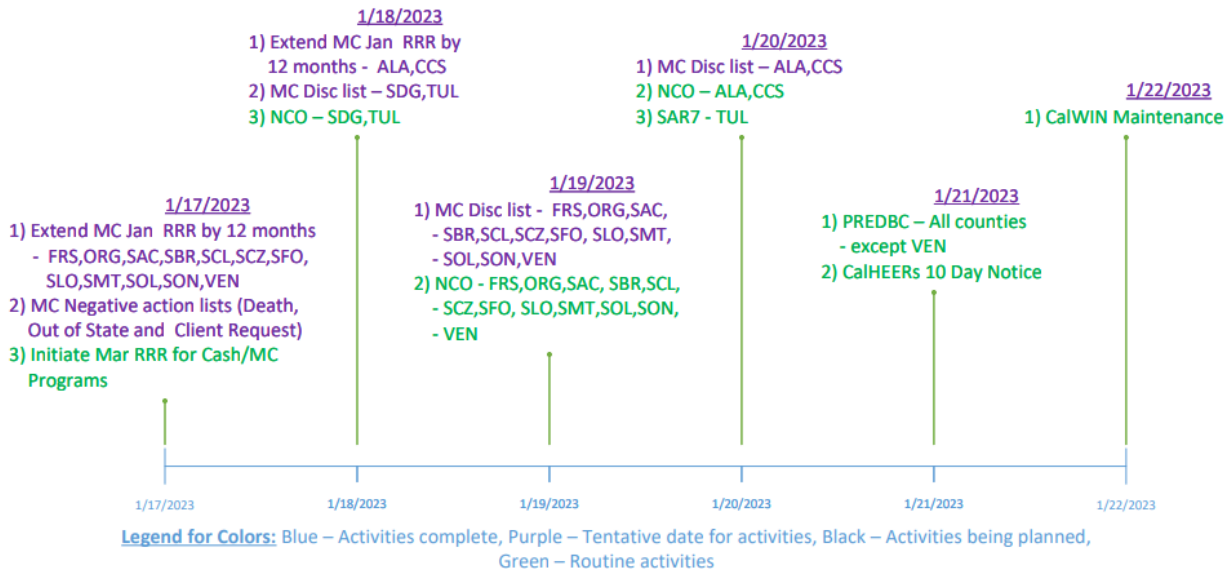 1/18/2023
1) Extend MC Jan  RRR by
12 months -  ALA,CCS
2) MC Disc list – SDG,TUL
3) NCO – SDG,TUL
1/20/2023
1) MC Disc list – ALA,CCS
2) NCO – ALA,CCS
3) SAR7 - TUL
1/22/2023
1) CalWIN Maintenance
1/17/2023
1) Extend MC Jan  RRR by 12 months
-  FRS,ORG,SAC,SBR,SCL,SCZ,SFO,
SLO,SMT,SOL,SON,VEN
2) MC Negative action lists (Death,
Out of State and  Client Request)
3) Initiate Mar RRR for Cash/MC
Programs
1/19/2023
1) MC Disc list -  FRS,ORG,SAC,
- SBR,SCL,SCZ,SFO, SLO,SMT,
- SOL,SON,VEN
2) NCO - FRS,ORG,SAC, SBR,SCL,
- SCZ,SFO, SLO,SMT,SOL,SON,
- VEN
1/21/2023
1) PREDBC – All counties
- except VEN
2) CalHEERs 10 Day Notice
1/17/2023
1/18/2023
1/19/2023
1/20/2023
1/21/2023
1/22/2023
Legend for Colors: Blue – Activities complete, Purple – Tentative date for activities, Black – Activities being planned,
Green – Routine activities